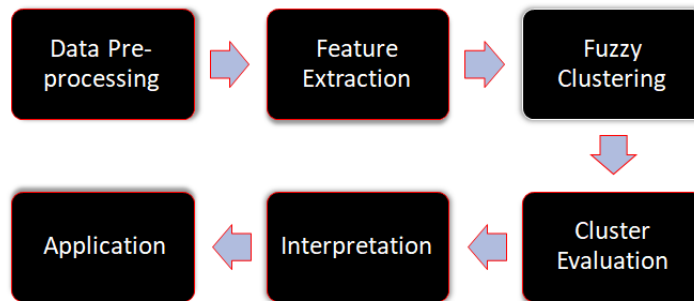 Data Pre-
processing
Feature
Extraction
Fuzzy
Clustering
Cluster
Evaluation
Interpretation
Application